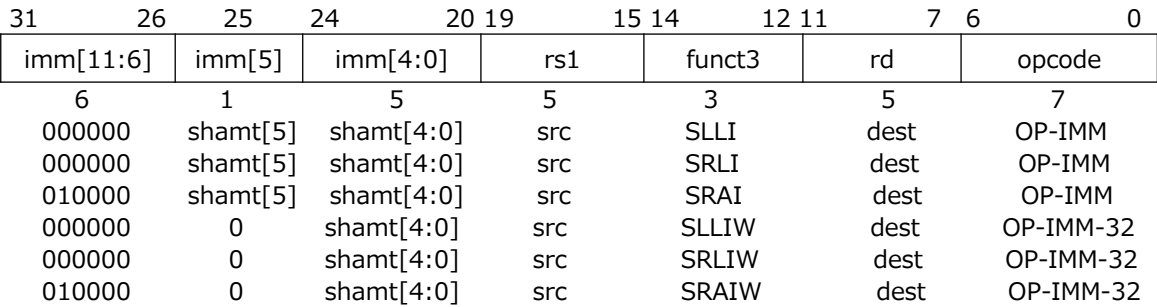 31 26 25 24 20 19 15 14 12 11 7 6 0
imm[11:6] imm[5] imm[4:0] rs1 funct3 rd opcode
6 1 5 5 3 5 7
000000 shamt[5] shamt[4:0] src SLLI dest OP-IMM
000000 shamt[5] shamt[4:0] src SRLI dest OP-IMM
010000 shamt[5] shamt[4:0] src SRAI dest OP-IMM
000000 0 shamt[4:0] src SLLIW dest OP-IMM-32
000000 0 shamt[4:0] src SRLIW dest OP-IMM-32
010000 0 shamt[4:0] src SRAIW dest OP-IMM-32